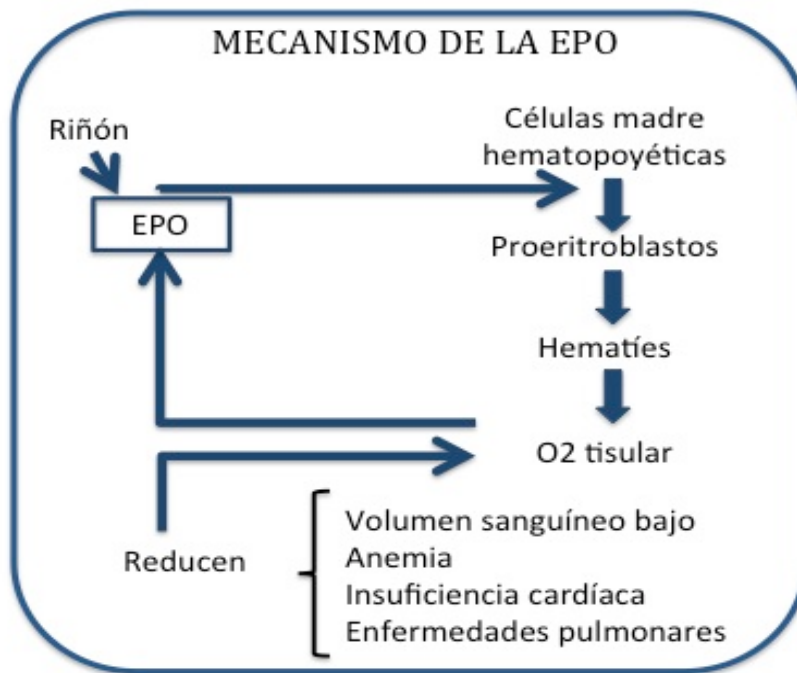 MECANISMO DE LA EPO
Riñón
EPO
Células madre
hematopoyéticas
Proeritroblastos
Hematíes
O2 tisular
Reducen
Volumen sanguíneo bajo
Anemia
Insuficiencia cardíaca
Enfermedades pulmonares